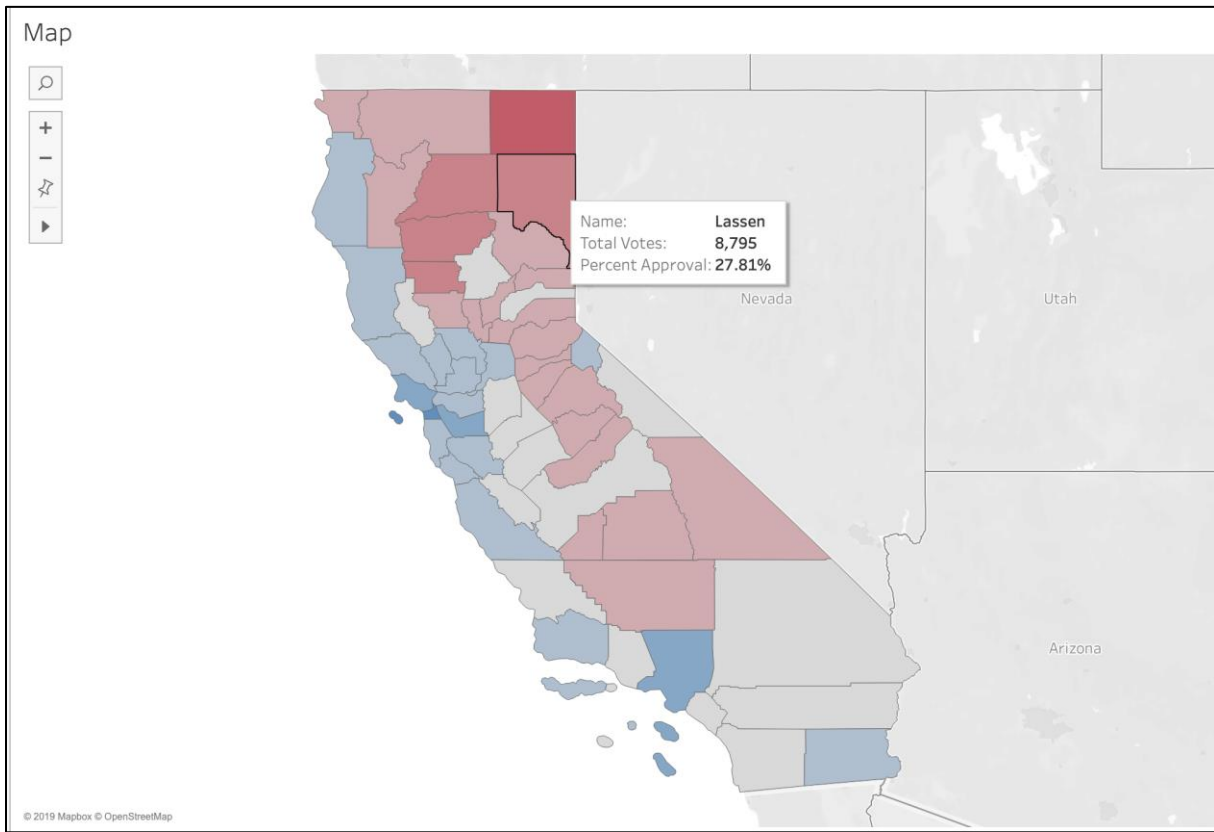 Map
Name: Lassen
Total Votes: 8,795
Percent Approval: 27.81%
Nevada
Utah
Arizona
© 2019 Mapbox © OpenStreetMap